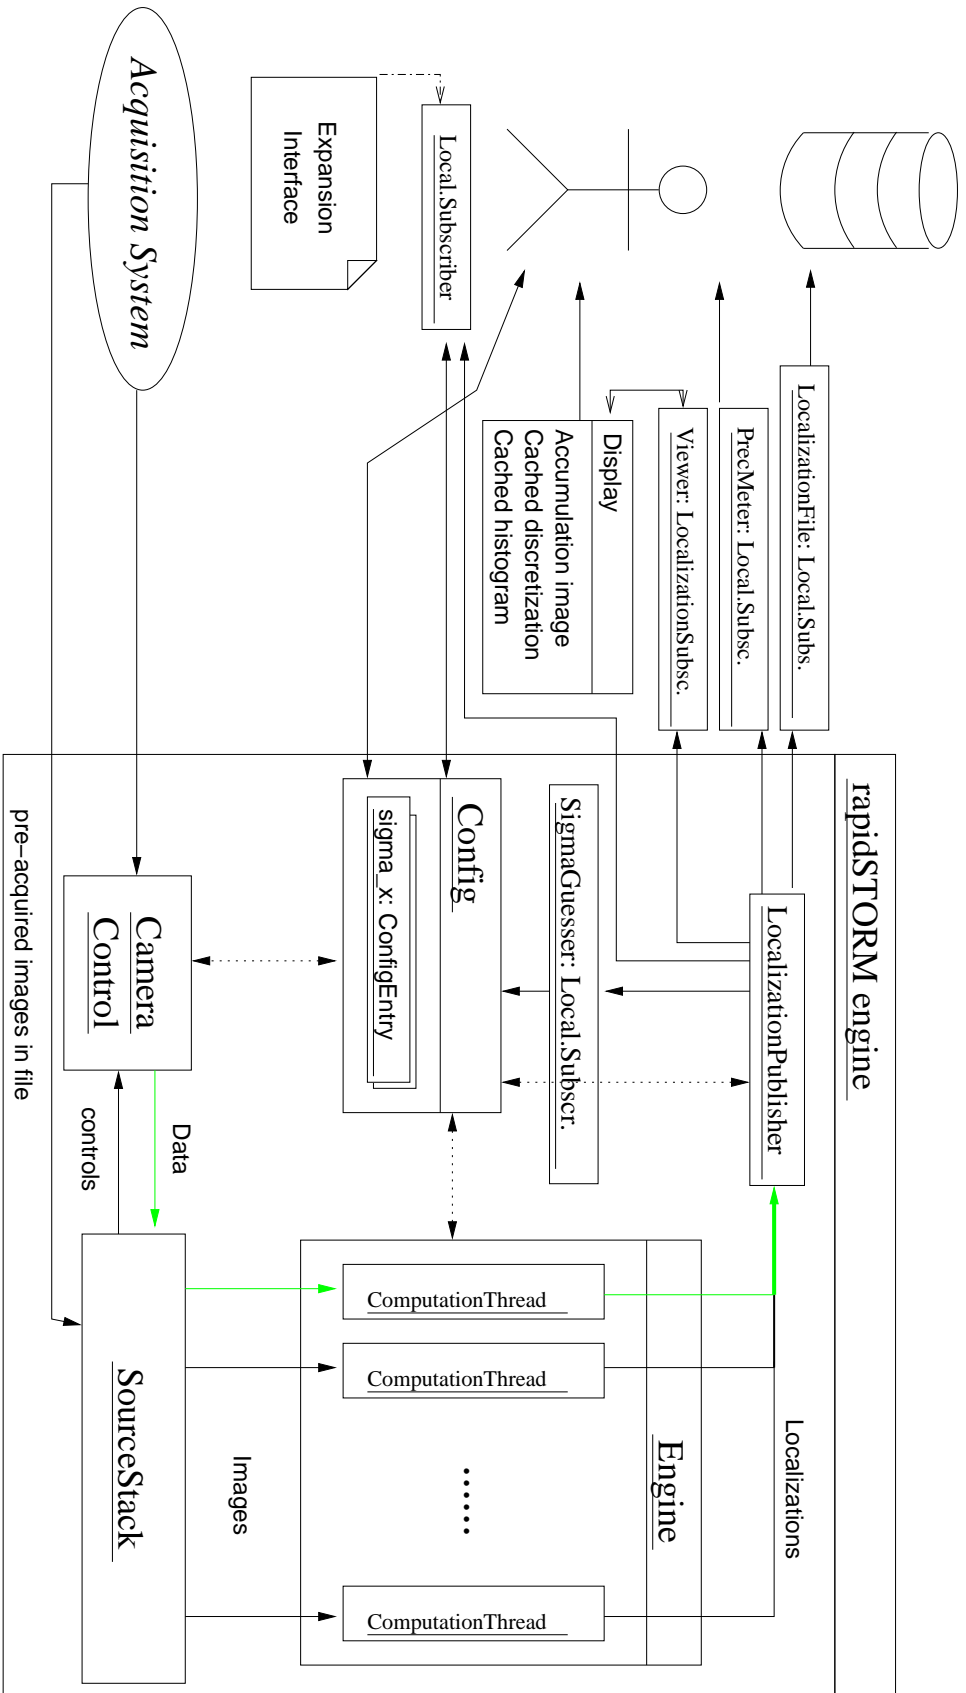 rapidSTORM engine
LocalizationFile: Local.Subs.
PrecMeter: Local.Subsc.
Viewer: LocalizationSubsc.
Display
Accumulation image
Cached discretization
Cached histogram
Local.Subscriber
Expansion
Interface
Acquisition System
LocalizationPublisher
SigmaGuesser: Local.Subscr.
Config
sigma_x: ConfigEntry
Camera
Control
pre-acquired images in file
Data
controls
Localizations
Engine
ComputationThread
ComputationThread
......
ComputationThread
Images
SourceStack